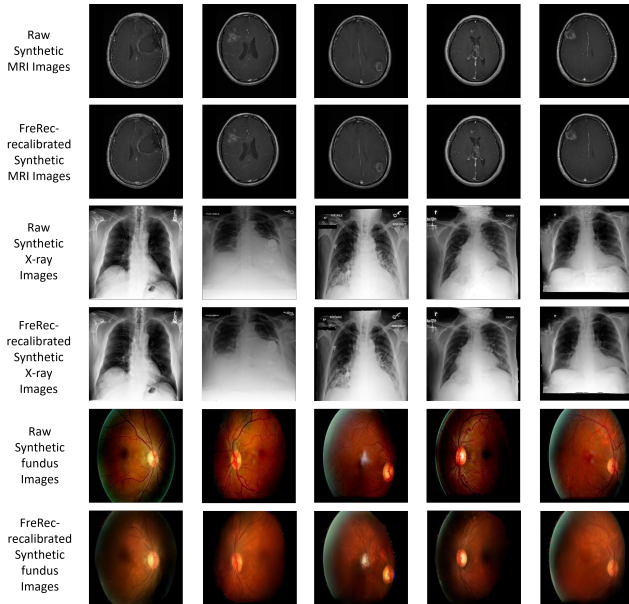 Raw
Synthetic
MRI Images
FreRec-
recalibrated
Synthetic
MRI Images
Raw
Synthetic
X-ray
Images
FreRec-
recalibrated
Synthetic
X-ray
Images
Raw
Synthetic
fundus
Images
FreRec-
recalibrated
Synthetic
fundus
Images